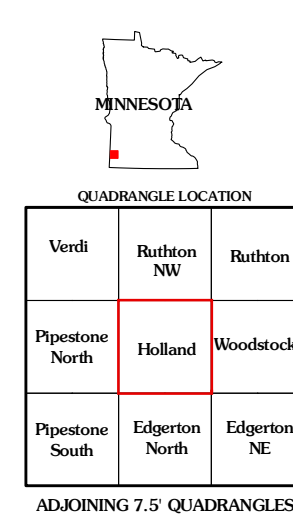 MINNESOTA
QUADRANGLE LOCATION
Verdi
Ruthton
NW
Ruthton
Pipestone
North
Holland
Woodstock
Pipestone
South
Edgerton
North
Edgerton
NE
ADJOINING 7.5' QUADRANGLES